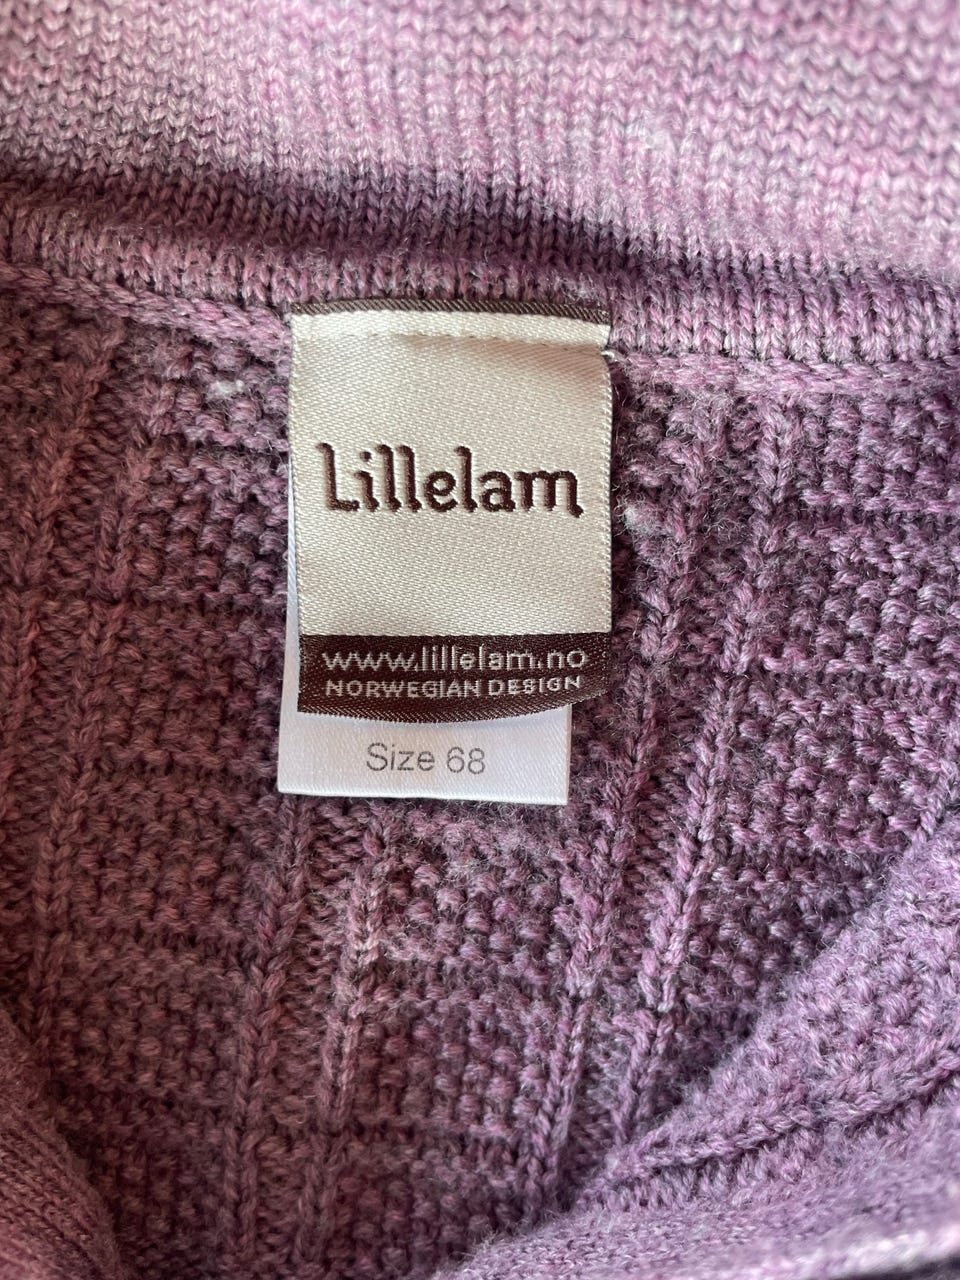 Lillelam
www.lillelam.no
NORWEGIAN DESIGN
Size 68